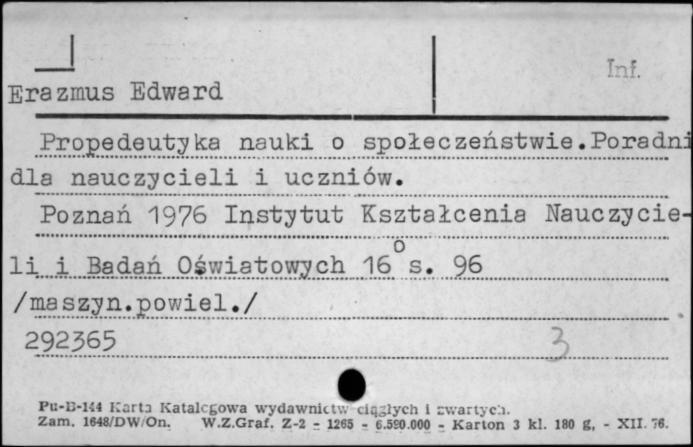 Inf.
Erazmus Edward
Propedeutyka nauki o społeczeństwie.Poradni
dla nauczycieli i uczniów.
Poznań 1976 Instytut Kształcenia Nauczycie-
li i Badań Oświatowych 16° s. 96
/maszyn.powiel./
292365 3
Pu-B-144 Karta Katalogowa wydawnictw ciągłych i zwartych.
Zam. 1648/DW/On. W.Z.Graf. Z-2 - 1265 - 6.590.000 - Karton 3 kl. 180 g, - XII. 76.